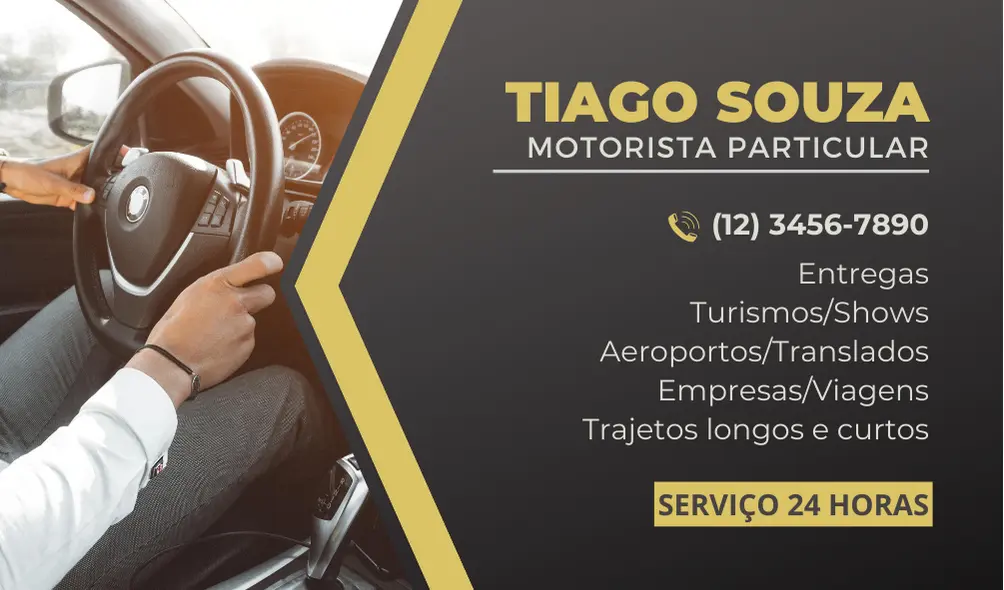 TIAGO SOUZA
MOTORISTA PARTICULAR
(12) 3456-7890
Entregas
Turismos/Shows
Aeroportos/Translados
Empresas/Viagens
Trajetos longos e curtos
SERVIÇO 24 HORAS